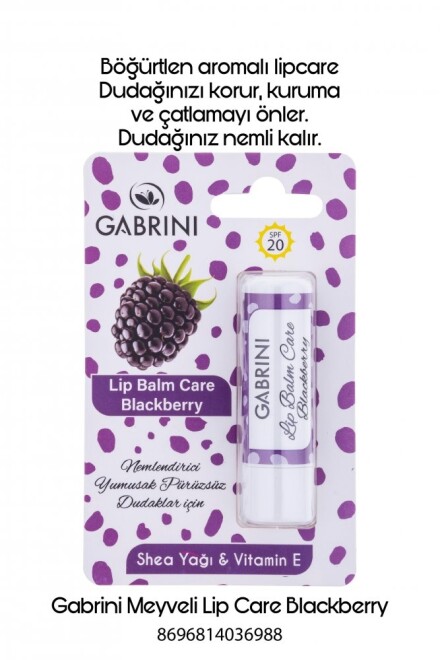 Böğürtlen aromalı lipcare
Dudağınızı korur, kuruma
ve çatlamayı önler.
Dudağınız nemli kalır.
GABRINI
SPF
20
Lip Balm Care
Blackberry
GABRINI
Lip Balm Care
Blackberry
Nemlendirici
Yumusak Pürüzsüz
Dudaklar için
Shea Yağı & Vitamin E
Gabrini Meyveli Lip Care Blackberry
8696814036988